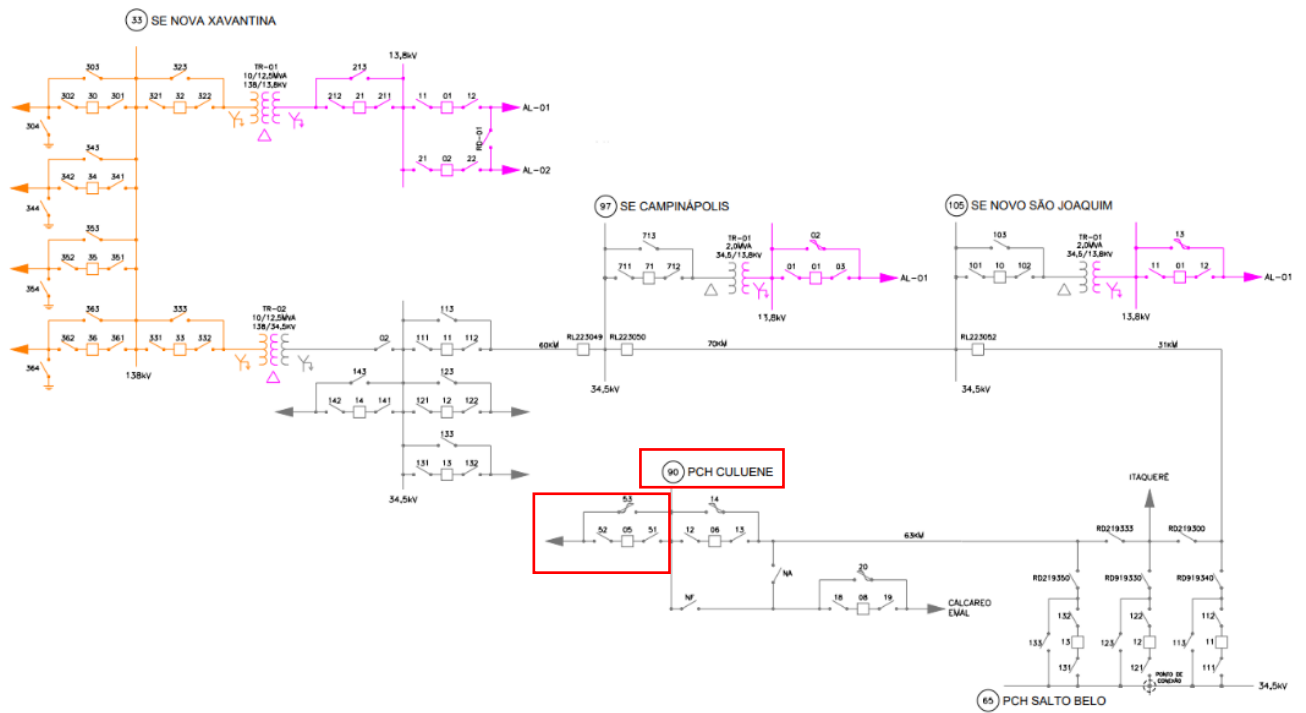 33 SE NOVA XAVANTINA
13,8kV
303 323 TR-01 213
10/12,5MVA
138/13,8KV
302 30 301 321 32 322 212 21 211 11 01 12 AL-01
304
RD-01
343
342 34 341 21 02 22 AL-02
344
97 SE CAMPINÁPOLIS
105 SE NOVO SÃO JOAQUIM
353 713 TR-01 02 103 TR-01 13
2,0MVA 2,0MVA
34,5/13,8KV 34,5/13,8KV
352 35 351 711 71 712 01 01 03 AL-01 101 10 102 11 01 12 AL-01
354
363 333 TR-02 113 13,8kV 13,8kV
10/12,5MVA
138/34,5KV
362 36 361 331 33 332 02 111 11 112 60KM RL223049 RL223050 70KM RL223052 31KM
364 138kV
143 123 34,5kV 34,5kV
142 14 141 121 12 122
133
131 13 132
34,5kV
90 PCH CULUENE
ITAQUERÊ
53 14
52 05 51 12 06 13 63KM RD219333 RD219300
NA 20 RD219350 RD919330 RD919340
NF 18 08 19 CALCAREO
EMAL
132 122 112
133 13 123 12 113 11
131 121 111
PONTO DE
CONEXÃO
34,5kV
65 PCH SALTO BELO